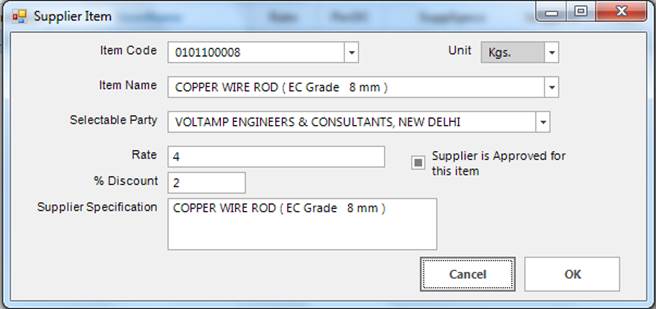 Supplier Item
Item Code 0101100008 Unit Kgs.
Item Name COPPER WIRE ROD ( EC Grade 8 mm )
Selectable Party VOLTAMP ENGINEERS & CONSULTANTS, NEW DELHI
Rate 4
Supplier is Approved for
this item
% Discount 2
Supplier Specification COPPER WIRE ROD ( EC Grade 8 mm )
Cancel OK